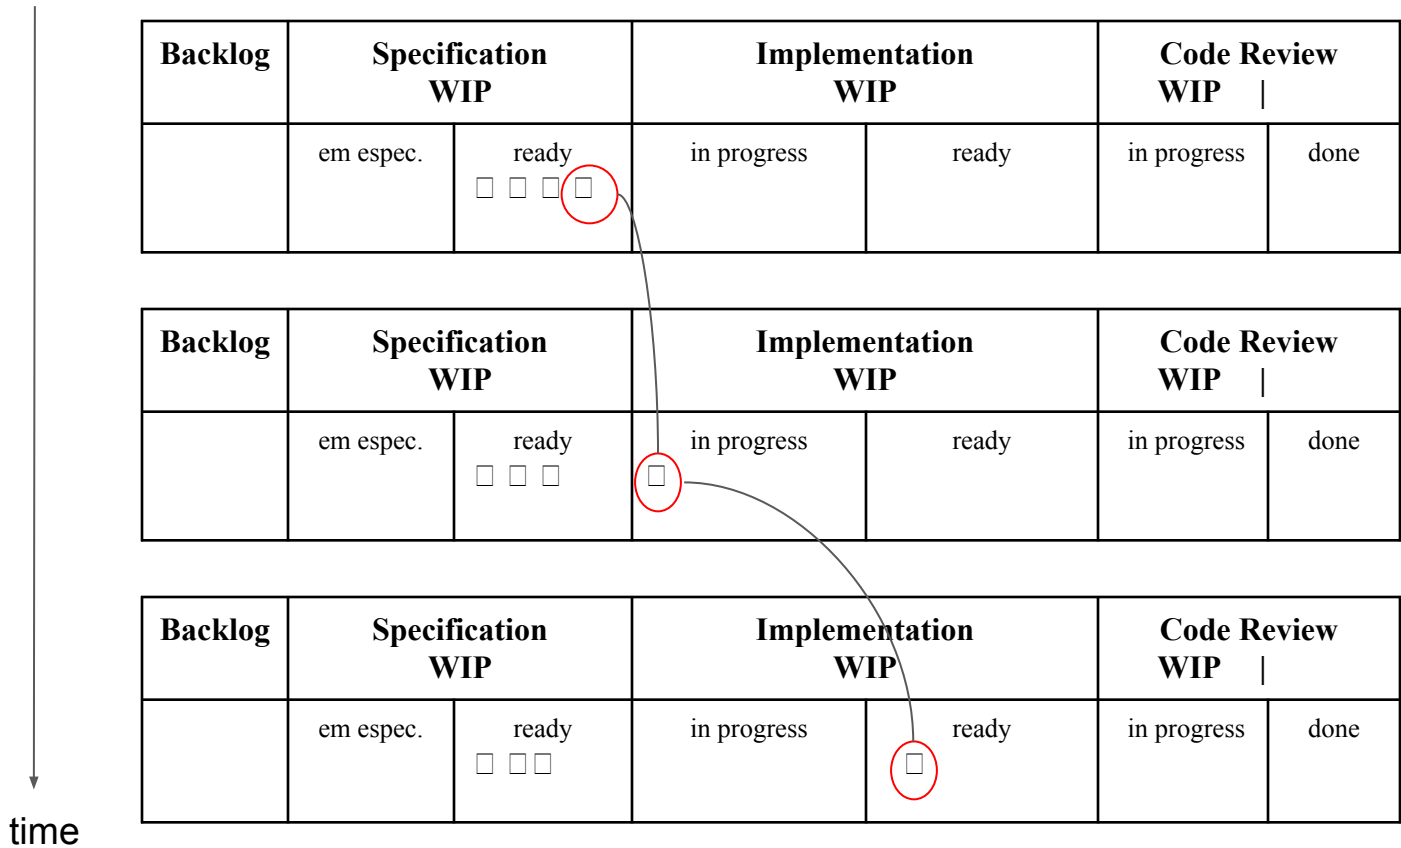 Backlog
Specification
WIP
Implementation
WIP
Code Review
WIP |
em espec.
ready
in progress
ready
in progress
done
Backlog
Specification
WIP
Implementation
WIP
Code Review
WIP |
em espec.
ready
in progress
ready
in progress
done
Backlog
Specification
WIP
Implementation
WIP
Code Review
WIP |
em espec.
ready
in progress
ready
in progress
done
time